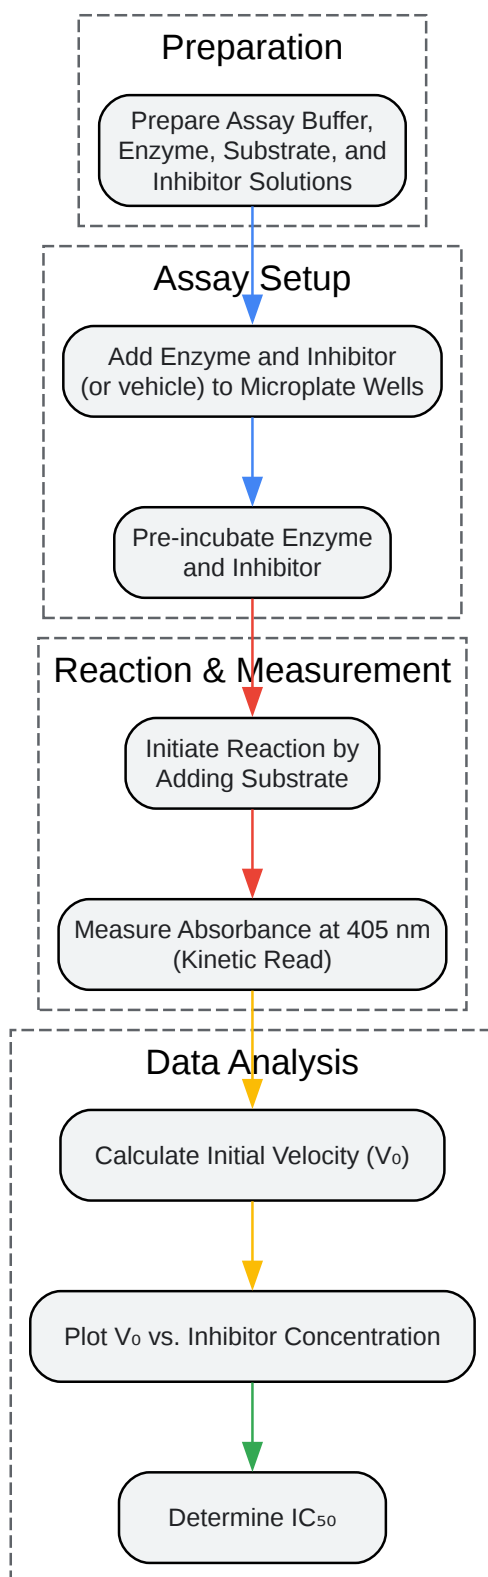 Preparation
Prepare Assay Buffer,
Enzyme, Substrate, and
Inhibitor Solutions
Assay Setup
Add Enzyme and Inhibitor
(or vehicle) to Microplate Wells
Pre-incubate Enzyme
and Inhibitor
Reaction & Measurement
Initiate Reaction by
Adding Substrate
Measure Absorbance at 405 nm
(Kinetic Read)
Data Analysis
Calculate Initial Velocity (V₀)
Plot V₀ vs. Inhibitor Concentration
Determine IC₅₀